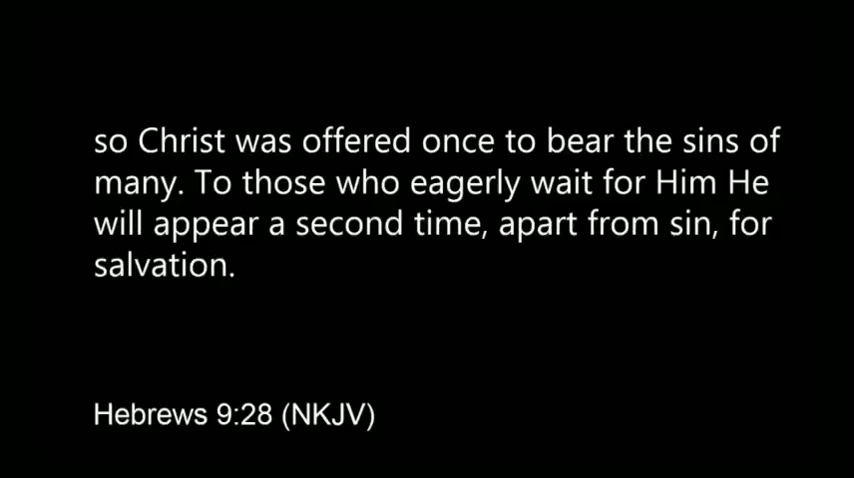 so Christ was offered once to bear the sins of
many. To those who eagerly wait for Him He
will appear a second time, apart from sin, for
salvation.
Hebrews 9:28 (NKJV)